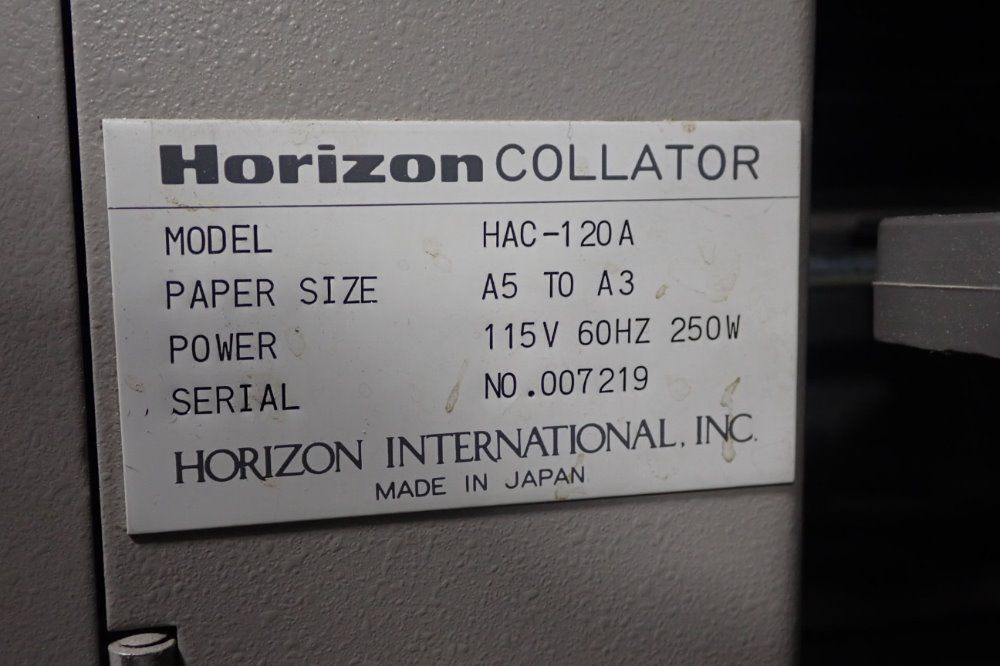 Horizon COLLATOR
MODEL HAC-120A
PAPER SIZE A5 TO A3
POWER 115V 60HZ 250W
SERIAL NO.007219
HORIZON INTERNATIONAL, INC.
MADE IN JAPAN